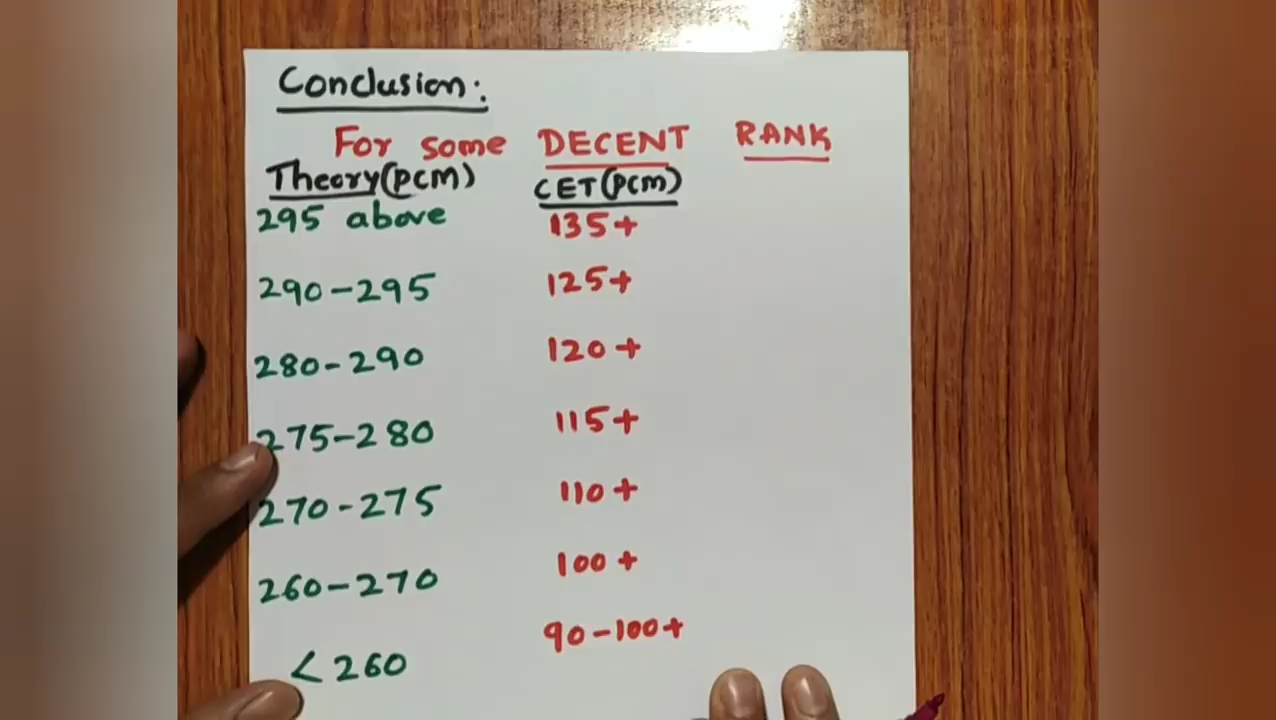 Conclusion:
For some DECENT RANK
Theory(PCM) CET(PCM)
295 above 135+
290-295 125+
280-290 120+
275-280 115+
270-275 110+
260-270 100+
<260 90-100+